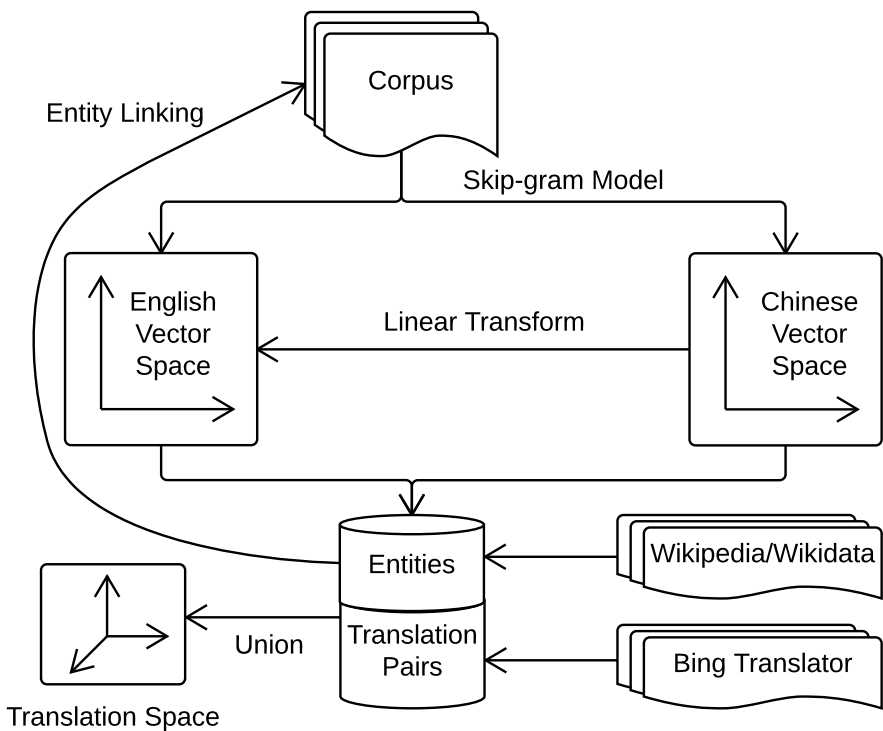 Corpus
Entity Linking
Skip-gram Model
English
Vector
Space
Linear Transform
Chinese
Vector
Space
Entities
Wikipedia/Wikidata
Translation
Pairs
Union
Bing Translator
Translation Space